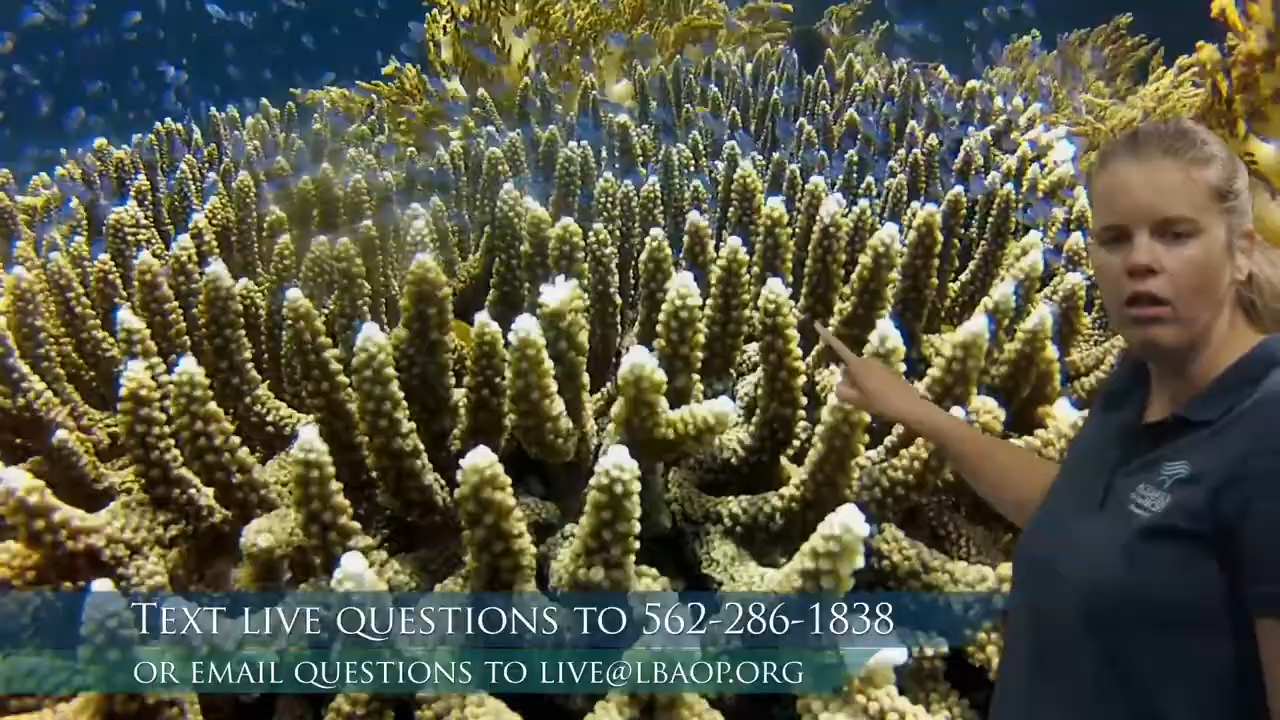 TEXT LIVE QUESTIONS TO 562-286-1838
OR EMAIL QUESTIONS TO LIVE@LBAOP.ORG